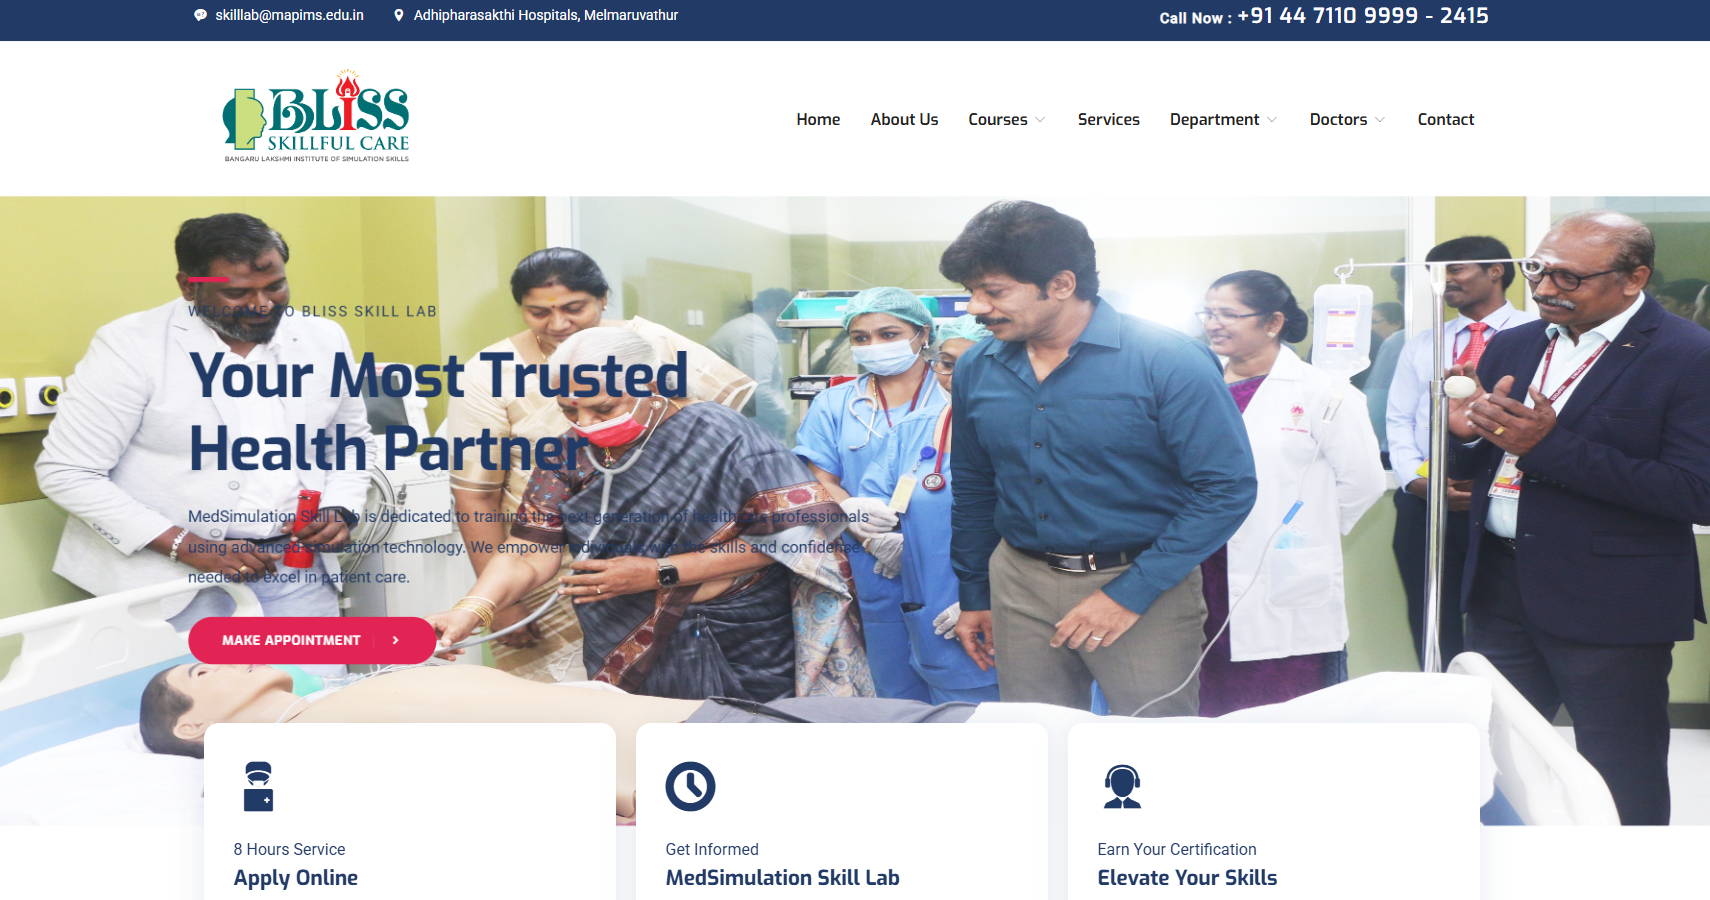 skilllab@mapims.edu.in
Adhiparasakthi Hospitals, Melmaruvathur
Call Now : +91 44 7110 9999 - 2415
BLiSS
SKILLFUL CARE
BANGARU LAKSHMI INSTITUTE OF SIMULATION SKILLS
Home About Us Courses Services Department Doctors Contact
WELCOME TO BLISS SKILL LAB
Your Most Trusted
Health Partner
MedSimulation Skill Lab is dedicated to training the next generation of healthcare professionals
using advanced simulation technology. We empower individuals with the skills and confidence
needed to excel in patient care.
MAKE APPOINTMENT
8 Hours Service
Apply Online
Get Informed
MedSimulation Skill Lab
Earn Your Certification
Elevate Your Skills